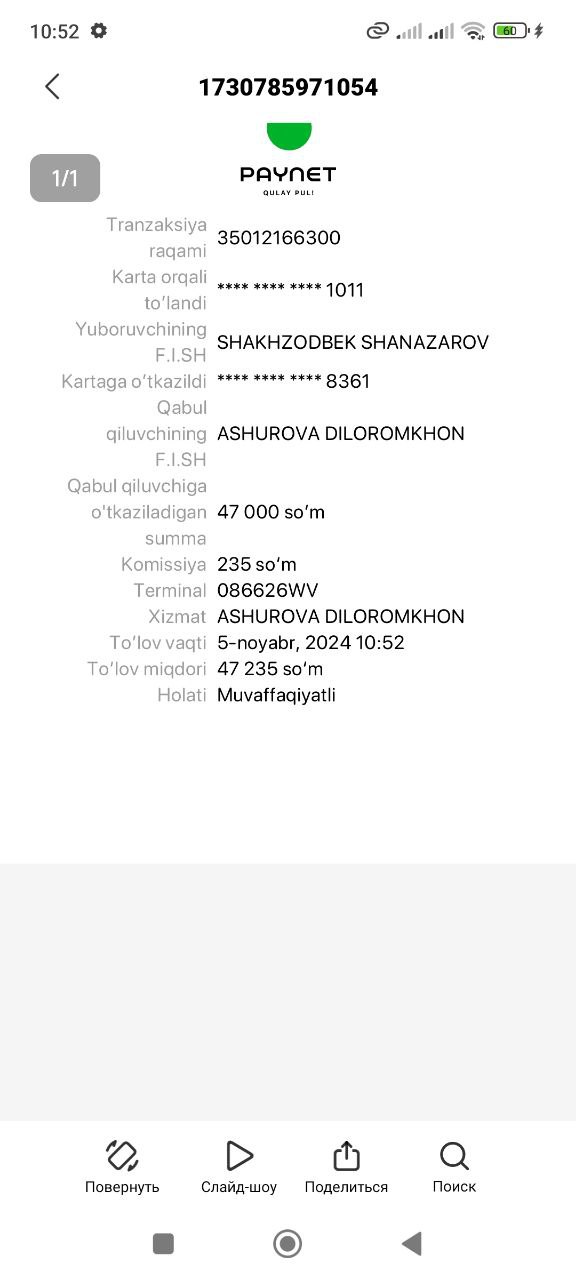 10:52
60
1730785971054
1/1
PAYNET
QULAY PUL!
Tranzaksiya
raqami
35012166300
Karta orqali
to‘landi
**** **** **** 1011
Yuboruvchining
F.I.SH
SHAKHZODBEK SHANAZAROV
Kartaga o‘tkazildi **** **** **** 8361
Qabul
qiluvchining
F.I.SH
ASHUROVA DILOROMKHON
Qabul qiluvchiga
o'tkaziladigan
summa
47 000 so‘m
Komissiya 235 so‘m
Terminal 086626WV
Xizmat ASHUROVA DILOROMKHON
To‘lov vaqti 5-noyabr, 2024 10:52
To‘lov miqdori 47 235 so‘m
Holati Muvaffaqiyatli
Повернуть
Слайд-шоу
Поделиться
Поиск